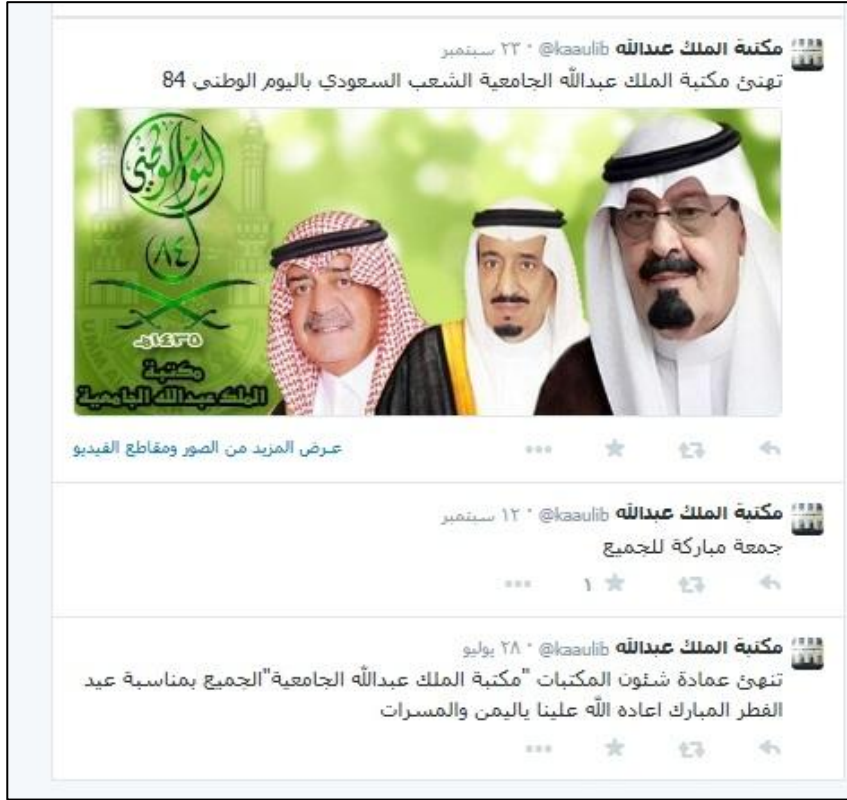 مكتبة الملك عبدالله @kaaulib · ٢٣ سبتمبر
تهنئ مكتبة الملك عبدالله الجامعية الشعب السعودي باليوم الوطني 84
اليوم الوطني
٨٤
١٤٣٥هـ
مكتبة
الملك عبدالله الجامعية
عرض المزيد من الصور ومقاطع الفيديو
مكتبة الملك عبدالله @kaaulib · ١٢ سبتمبر
جمعة مباركة للجميع
١
مكتبة الملك عبدالله @kaaulib · ٢٨ يوليو
تنهئ عمادة شئون المكتبات "مكتبة الملك عبدالله الجامعية"الجميع بمناسبة عيد
الفطر المبارك اعاده الله علينا ياليمن والمسرات